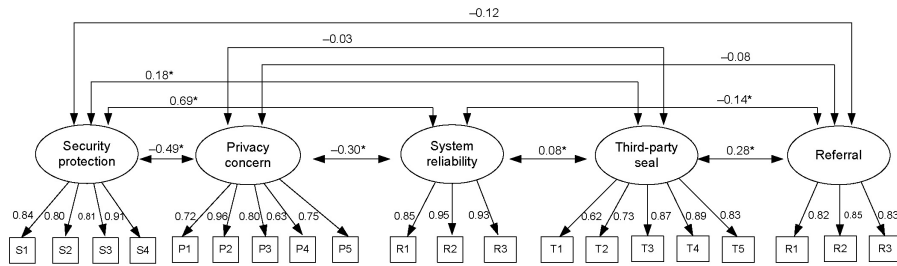 −0.12
−0.03
−0.08
0.18*
0.69*
−0.14*
Security
protection
−0.49*
Privacy
concern
−0.30*
System
reliability
0.08*
Third-party
seal
0.28*
Referral
0.84 0.80 0.81 0.91
0.72 0.96 0.80 0.63 0.75
0.85 0.95 0.93
0.62 0.73 0.87 0.89 0.83
0.82 0.85 0.83
S1 S2 S3 S4
P1 P2 P3 P4 P5
R1 R2 R3
T1 T2 T3 T4 T5
R1 R2 R3